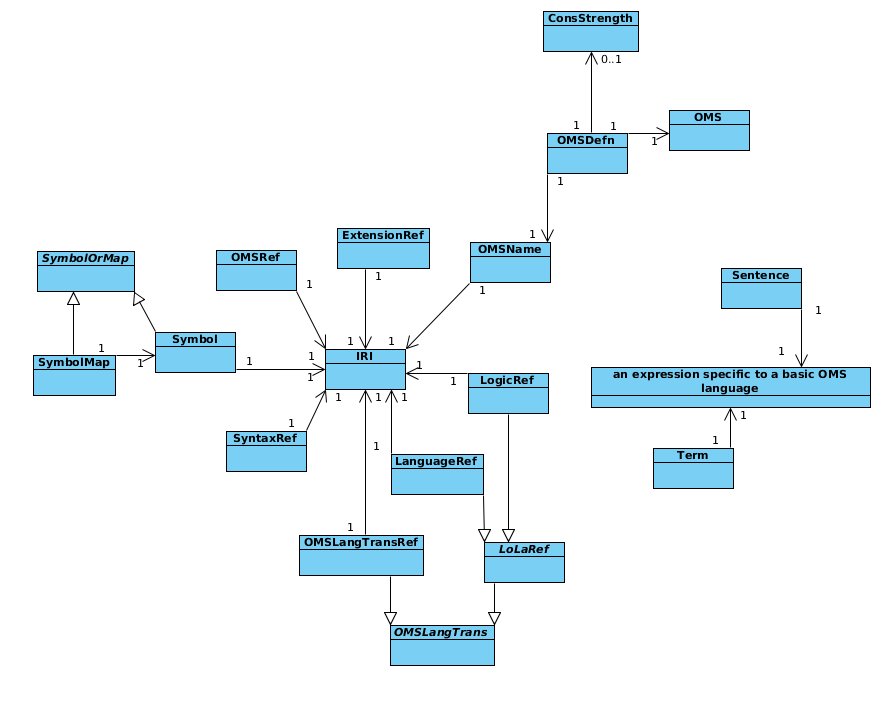 ConsStrength
0..1
1
1
OMS
1
OMSDefn
1
1
ExtensionRef
OMSName
SymbolOrMap
OMSRef
Sentence
1
1
1
1
1
1
Symbol
1
1
SymbolMap
1
1
1
IRI
1
1
1
LogicRef
1
an expression specific to a basic OMS
language
1
1
1
1
1
SyntaxRef
1
1
Term
LanguageRef
1
OMSLangTransRef
LoLaRef
OMSLangTrans